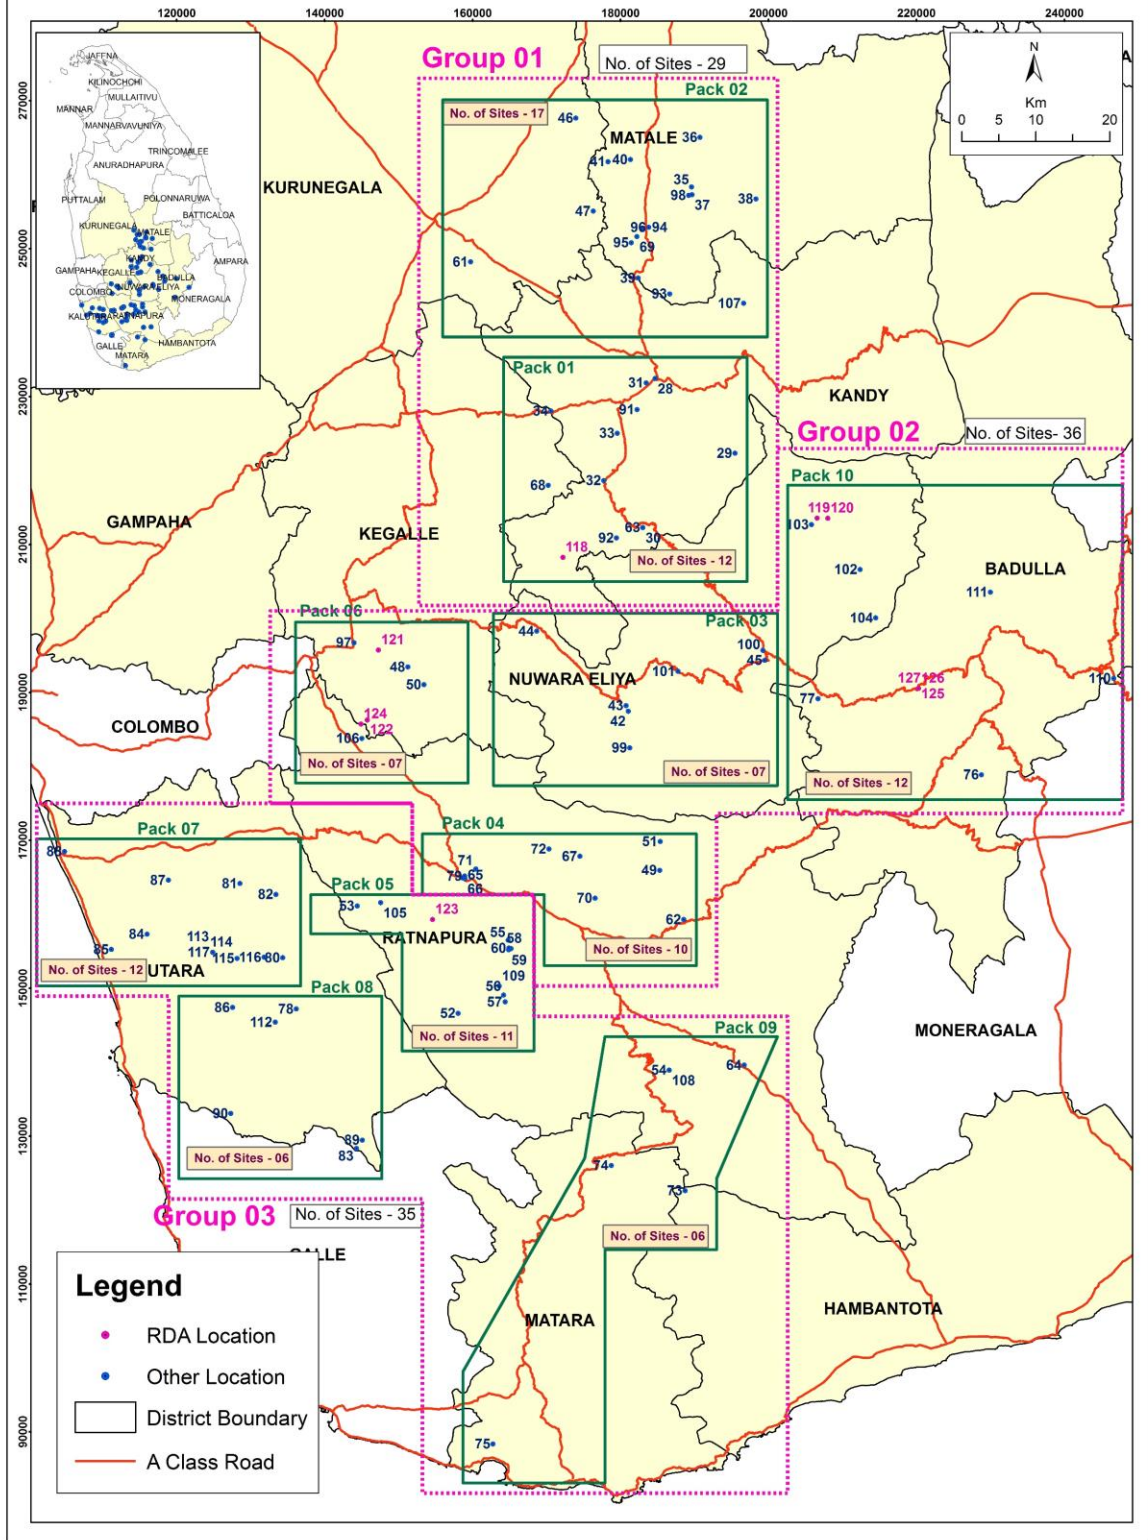 120000
140000
160000
180000
200000
220000
240000
270000
250000
230000
210000
190000
170000
150000
130000
110000
90000
JAFFNA
KILINOCHCHI
MULLAITIVU
MANNAR
MANNARVAVUNIYA
TRINCOMALEE
ANURADHAPURA
PUTTALAM
POLONNARUWA
BATTICALOA
KURUNEGALA
MATALE
KANDY
AMPARA
GAMPAHA
KEGALLE
BADULLA
COLOMBO
NUWARA ELIYA
MONERAGALA
KALUTARA
RATNAPURA
GALLE
HAMBANTOTA
MATARA
N
Km
0 5 10 20
A
Group 01
No. of Sites - 29
Pack 02
No. of Sites - 17
46
MATALE
36
41
40
35
98
37
38
47
96
94
95
69
61
39
93
107
KURUNEGALA
Pack 01
31
28
34
91
33
29
32
68
63
30
92
118
No. of Sites - 12
KANDY
Group 02
No. of Sites- 36
Pack 10
119
120
103
102
BADULLA
111
104
127
126
125
110
77
76
No. of Sites - 12
GAMPAHA
KEGALLE
Pack 06
97
121
48
50
124
122
106
No. of Sites - 07
Pack 03
44
100
45
101
NUWARA ELIYA
43
42
99
No. of Sites - 07
COLOMBO
Pack 07
88
87
81
82
84
85
113
114
117
115
116
80
No. of Sites - 12
UTARA
Pack 04
71
79
65
66
72
67
51
49
70
62
No. of Sites - 10
Pack 05
53
105
123
RATNAPURA
55
58
60
59
109
56
57
52
No. of Sites - 11
Pack 08
86
78
112
90
89
83
No. of Sites - 06
MONERAGALA
Pack 09
54
108
64
74
73
No. of Sites - 06
MATARA
75
HAMBANTOTA
Group 03
No. of Sites - 35
GALLE
Legend
RDA Location
Other Location
District Boundary
A Class Road